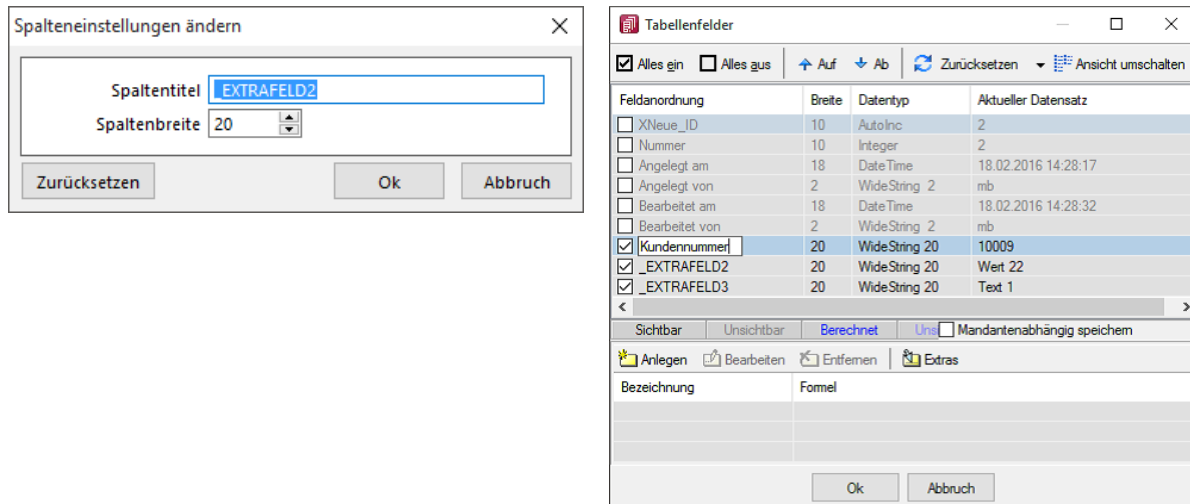 Spalteneinstellungen ändern
Spaltentitel _EXTRAFELD2
Spaltenbreite 20
Zurücksetzen Ok Abbruch
Tabellenfelder
Alles ein Alles aus Auf Ab Zurücksetzen Ansicht umschalten
Feldanordnung Breite Datentyp Aktueller Datensatz
XNeue_ID 10 AutoInc 2
Nummer 10 Integer 2
Angelegt am 18 DateTime 18.02.2016 14:28:17
Angelegt von 2 WideString 2 mb
Bearbeitet am 18 DateTime 18.02.2016 14:28:32
Bearbeitet von 2 WideString 2 mb
Kundennummer 20 WideString 20 10009
_EXTRAFELD2 20 WideString 20 Wert 22
_EXTRAFELD3 20 WideString 20 Text 1
Sichtbar Unsichtbar Berechnet Unsi Mandantenabhängig speichern
Anlegen Bearbeiten Entfernen Extras
Bezeichnung Formel
Ok Abbruch